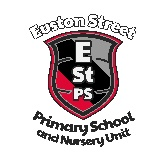 Euston Street
E
St
PS
Primary School
and Nursery Unit